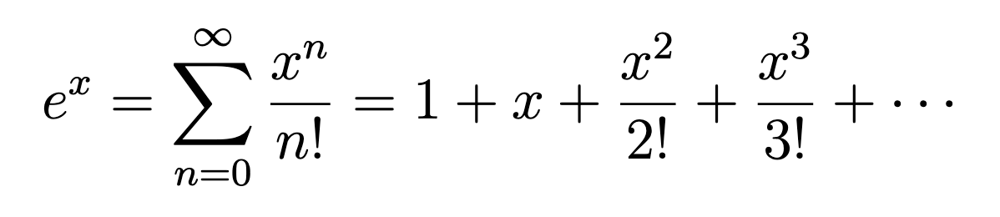 e^x = \sum_{n=0}^{\infty} \frac{x^n}{n!} = 1 + x + \frac{x^2}{2!} + \frac{x^3}{3!} + \cdots